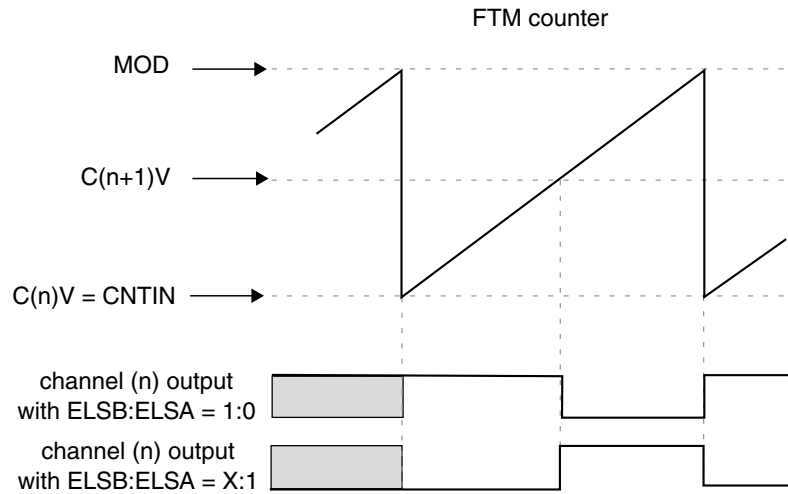 FTM counter
MOD
C(n+1)V
C(n)V = CNTIN
channel (n) output
with ELSB:ELSA = 1:0
channel (n) output
with ELSB:ELSA = X:1